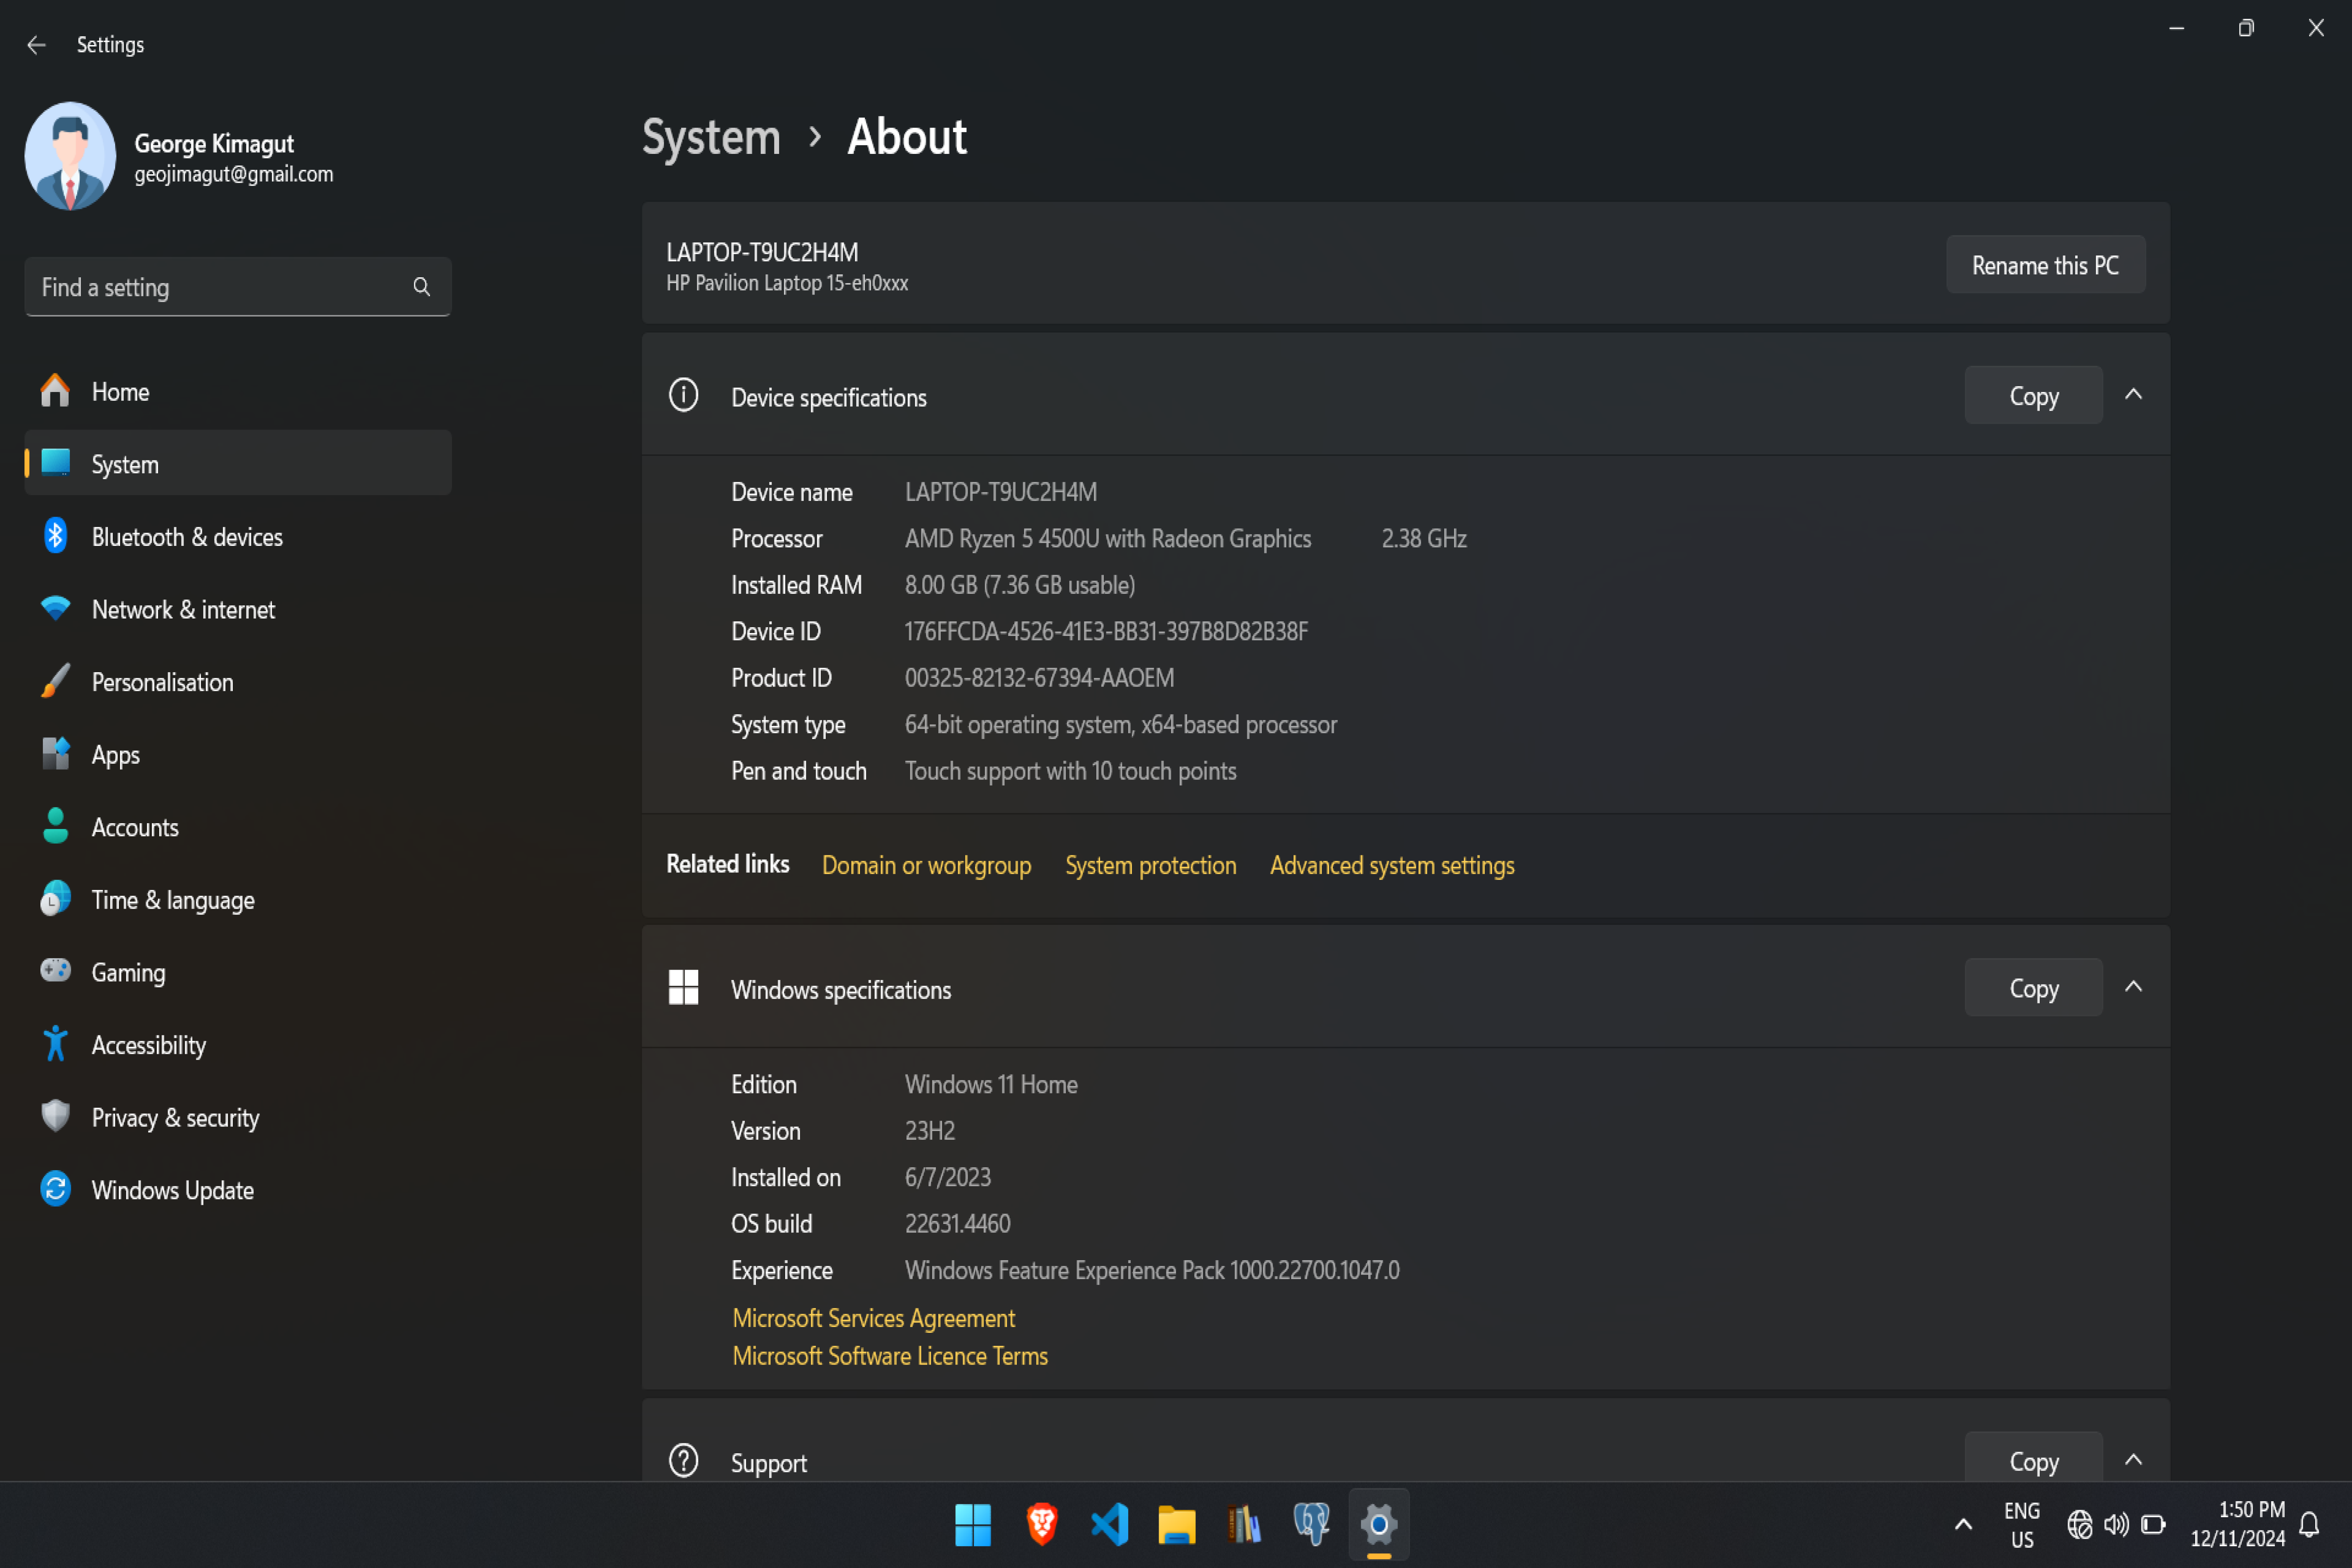 Settings
George Kimagut
geojimagut@gmail.com
Find a setting
Home
System
Bluetooth & devices
Network & internet
Personalisation
Apps
Accounts
Time & language
Gaming
Accessibility
Privacy & security
Windows Update
System › About
LAPTOP-T9UC2H4M
HP Pavilion Laptop 15-eh0xxx
Rename this PC
Device specifications
Copy
Device name LAPTOP-T9UC2H4M
Processor AMD Ryzen 5 4500U with Radeon Graphics 2.38 GHz
Installed RAM 8.00 GB (7.36 GB usable)
Device ID 176FFCDA-4526-41E3-BB31-397B8D82B38F
Product ID 00325-82132-67394-AAOEM
System type 64-bit operating system, x64-based processor
Pen and touch Touch support with 10 touch points
Related links Domain or workgroup System protection Advanced system settings
Windows specifications
Copy
Edition Windows 11 Home
Version 23H2
Installed on 6/7/2023
OS build 22631.4460
Experience Windows Feature Experience Pack 1000.22700.1047.0
Microsoft Services Agreement
Microsoft Software Licence Terms
Support
Copy
ENG
US
1:50 PM
12/11/2024